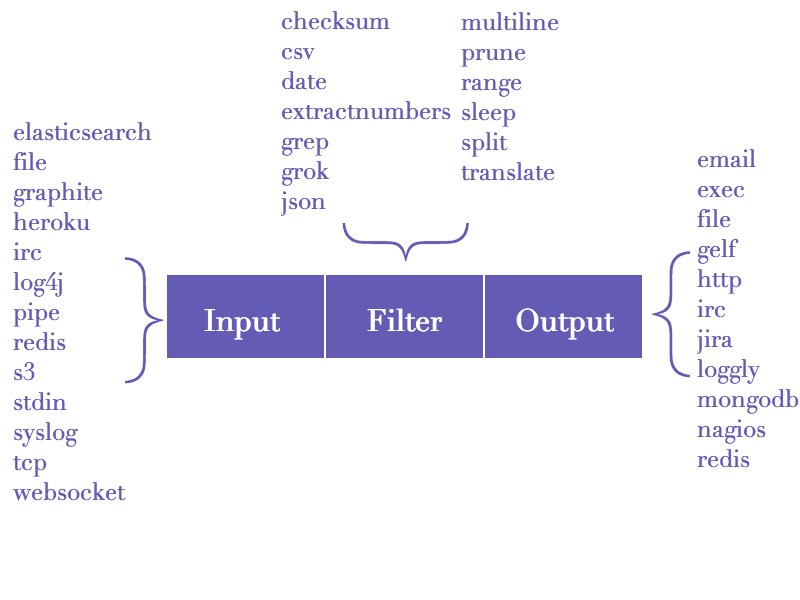 checksum
csv
date
extractnumbers
grep
grok
json
multiline
prune
range
sleep
split
translate
elasticsearch
file
graphite
heroku
irc
log4j
pipe
redis
s3
stdin
syslog
tcp
websocket
Input
Filter
Output
email
exec
file
gelf
http
irc
jira
loggly
mongodb
nagios
redis